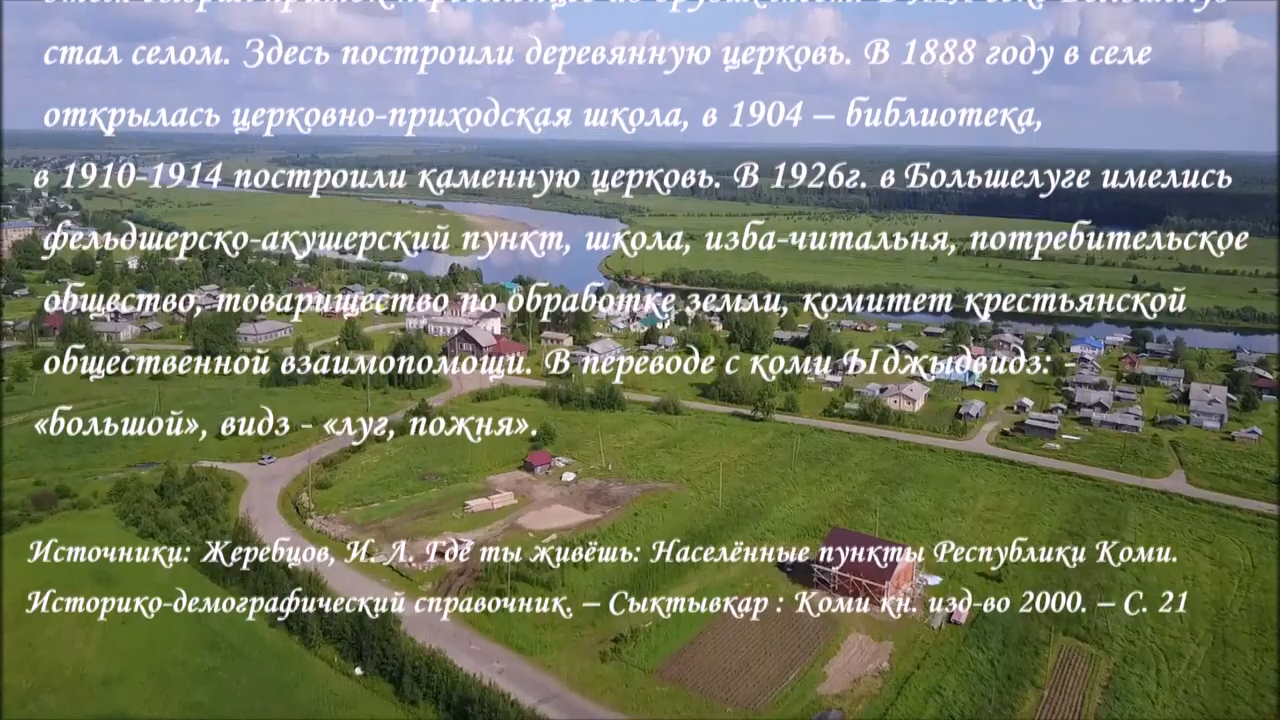 стал селом. Здесь построили деревянную церковь. В 1888 году в селе
открылась церковно-приходская школа, в 1904 – библиотека,
в 1910-1914 построили каменную церковь. В 1926г. в Большелуге имелись
фельдшерско-акушерский пункт, школа, изба-читальня, потребительское
общество, товарищество по обработке земли, комитет крестьянской
общественной взаимопомощи. В переводе с коми Ыджыдвидз: -
«большой», видз - «луг, пожня».
Источники: Жеребцов, И. Л. Где ты живёшь: Населённые пункты Республики Коми.
Историко-демографический справочник. – Сыктывкар : Коми кн. изд-во 2000. – С. 21